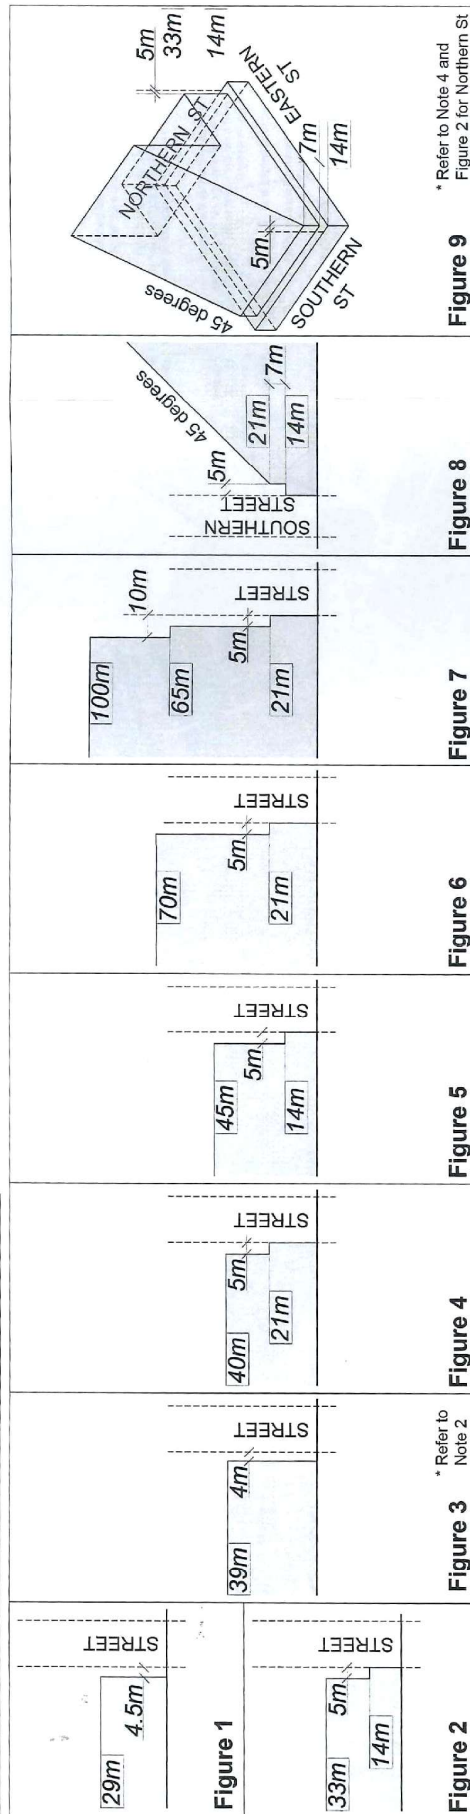 29m
4.5m
STREET
Figure 1
33m
5m
14m
STREET
Figure 2
39m
4m
STREET
Figure 3
* Refer to
Note 2
40m
5m
21m
STREET
Figure 4
45m
5m
14m
STREET
Figure 5
70m
5m
21m
STREET
Figure 6
100m
10m
65m
5m
21m
STREET
Figure 7
45 degrees
5m
21m
7m
14m
SOUTHERN
STREET
Figure 8
5m
33m
14m
NORTHERN ST
45 degrees
EASTERN
ST
5m
7m
14m
SOUTHERN
ST
Figure 9
* Refer to Note 4 and
Figure 2 for Northern St